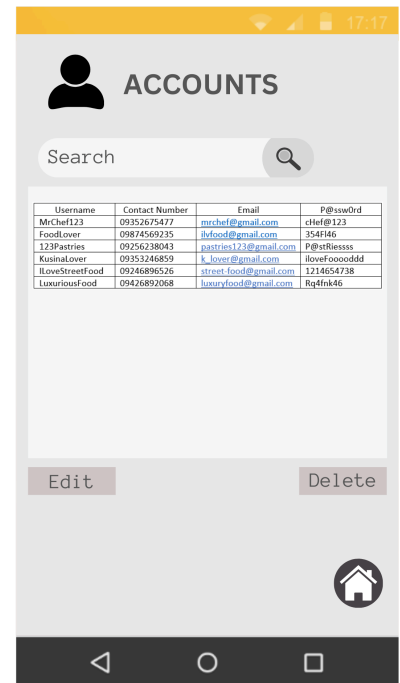 17:17
ACCOUNTS
Search
Username Contact Number Email P@ssw0rd
MrChef123 09352675477 mrchef@gmail.com cHef@123
FoodLover 09874569235 ilvfood@gmail.com 354Fl46
123Pastries 09256238043 pastries123@gmail.com P@stRiessss
KusinaLover 09353246859 k_lover@gmail.com iloveFoooddd
ILoveStreetFood 09246896526 street-food@gmail.com 1214654738
LuxuriousFood 09426892068 luxuryfood@gmail.com Rq4fnk46
Edit Delete